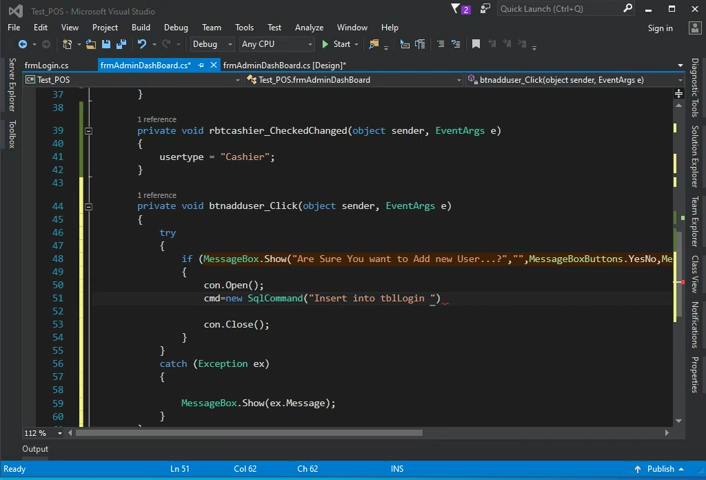 Test_POS - Microsoft Visual Studio
2
Quick Launch (Ctrl+Q)
File Edit View Project Build Debug Team Tools Test Analyze Window Help
Sign in
Debug Any CPU Start
frmLogin.cs frmAdminDashBoard.cs* frmAdminDashBoard.cs [Design]*
Test_POS Test_POS.frmAdminDashBoard btnadduser_Click(object sender, EventArgs e)
Server Explorer
Toolbox
37 }
38
1 reference
39 private void rbtcashier_CheckedChanged(object sender, EventArgs e)
40 {
41 usertype = "Cashier";
42 }
43
1 reference
44 private void btnadduser_Click(object sender, EventArgs e)
45 {
46 try
47 {
48 if (MessageBox.Show("Are Sure You want to Add new User...?","",MessageBoxButtons.YesNo,Me
49 {
50 con.Open();
51 cmd=new SqlCommand("Insert into tblLogin ")
52
53 con.Close();
54 }
55 }
56 catch (Exception ex)
57 {
58
59 MessageBox.Show(ex.Message);
60 }
Diagnostic Tools
Solution Explorer
Team Explorer
Class View
Notifications
Properties
112 %
Output
Ready Ln 51 Col 62 Ch 62 INS Publish